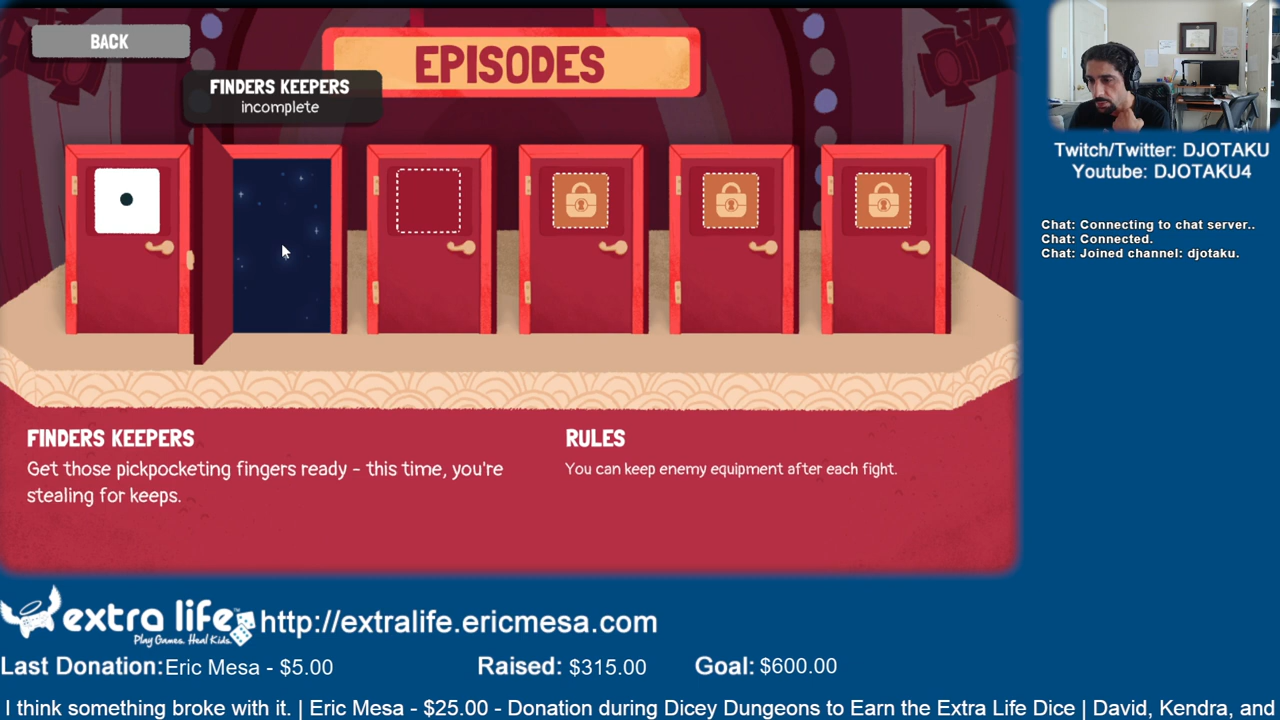 BACK
EPISODES
FINDERS KEEPERS
incomplete
Twitch/Twitter: DJOTAKU
Youtube: DJOTAKU4
Chat: Connecting to chat server..
Chat: Connected.
Chat: Joined channel: djotaku.
FINDERS KEEPERS
Get those pickpocketing fingers ready - this time, you're
stealing for keeps.
RULES
You can keep enemy equipment after each fight.
extra life
Play Games. Heal Kids.
http://extralife.ericmesa.com
Last Donation: Eric Mesa - $5.00
Raised: $315.00
Goal: $600.00
I think something broke with it. | Eric Mesa - $25.00 - Donation during Dicey Dungeons to Earn the Extra Life Dice | David, Kendra, and